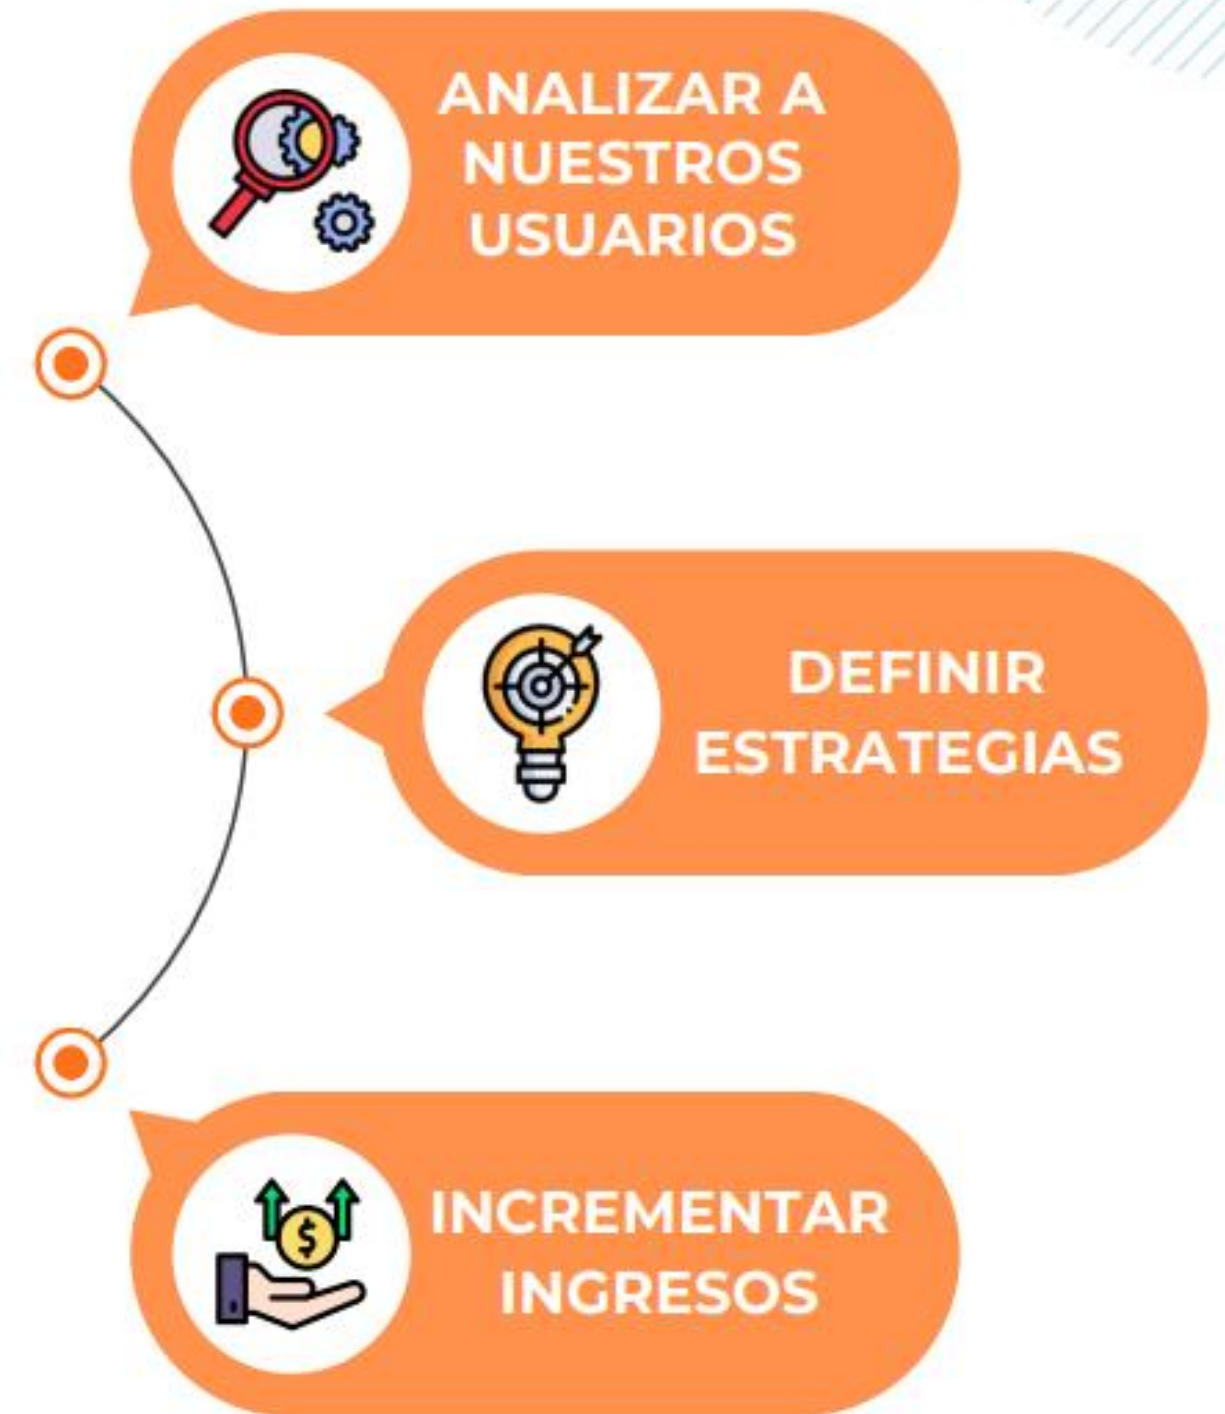 ANALIZAR A
NUESTROS
USUARIOS
DEFINIR
ESTRATEGIAS
$
INCREMENTAR
INGRESOS